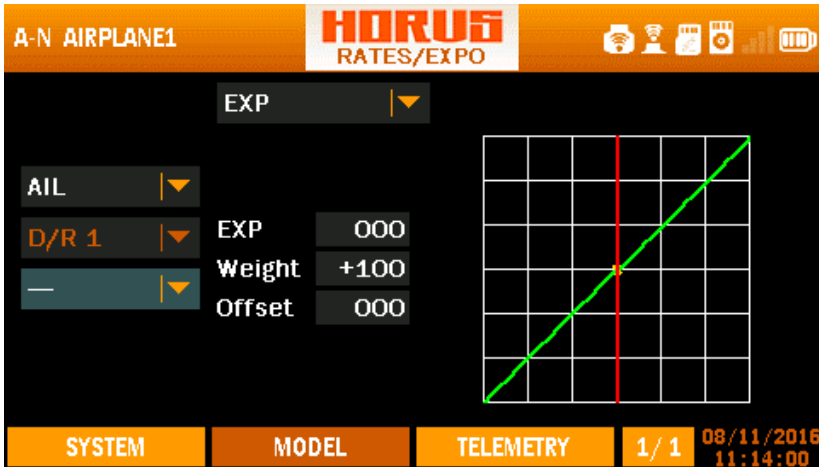 A-N AIRPLANE1
HORUS
RATES/EXPO
EXP
AIL
D/R 1
—
EXP 000
Weight +100
Offset 000
SYSTEM MODEL TELEMETRY 1/1 08/11/2016
11:14:00